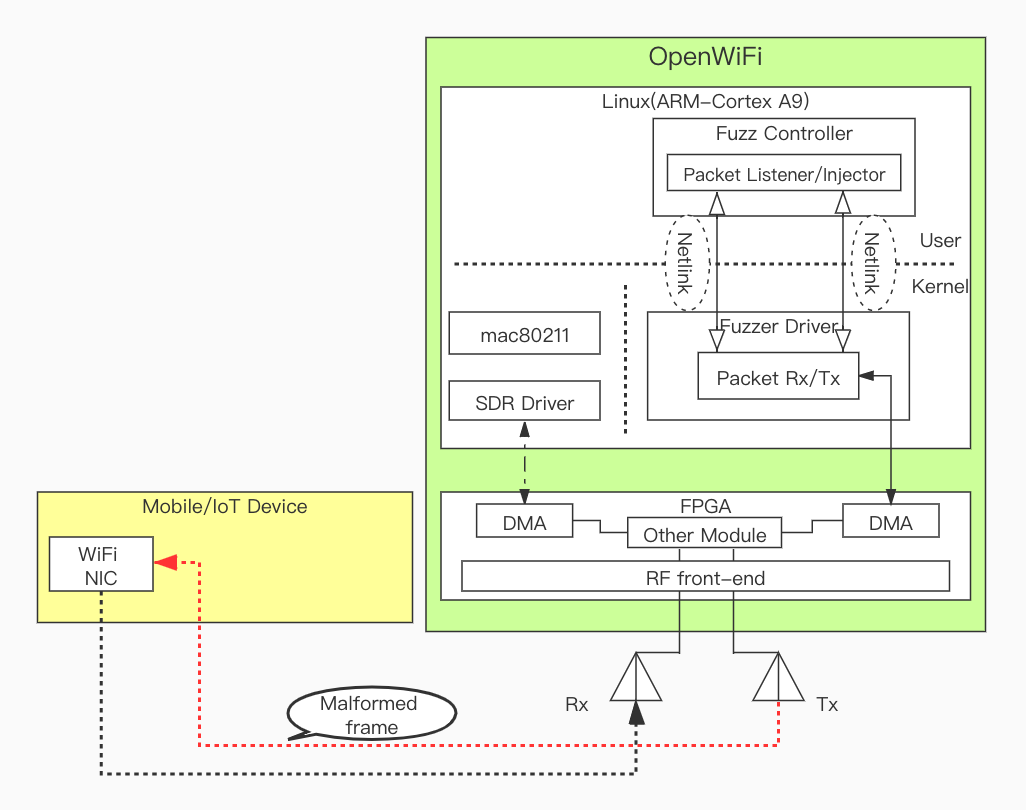 OpenWiFi
Linux(ARM-Cortex A9)
Fuzz Controller
Packet Listener/Injector
Netlink
Netlink
User
Kernel
mac80211
Fuzzer Driver
Packet Rx/Tx
SDR Driver
Mobile/IoT Device
WiFi
NIC
FPGA
DMA
Other Module
DMA
RF front-end
Rx
Tx
Malformed
frame